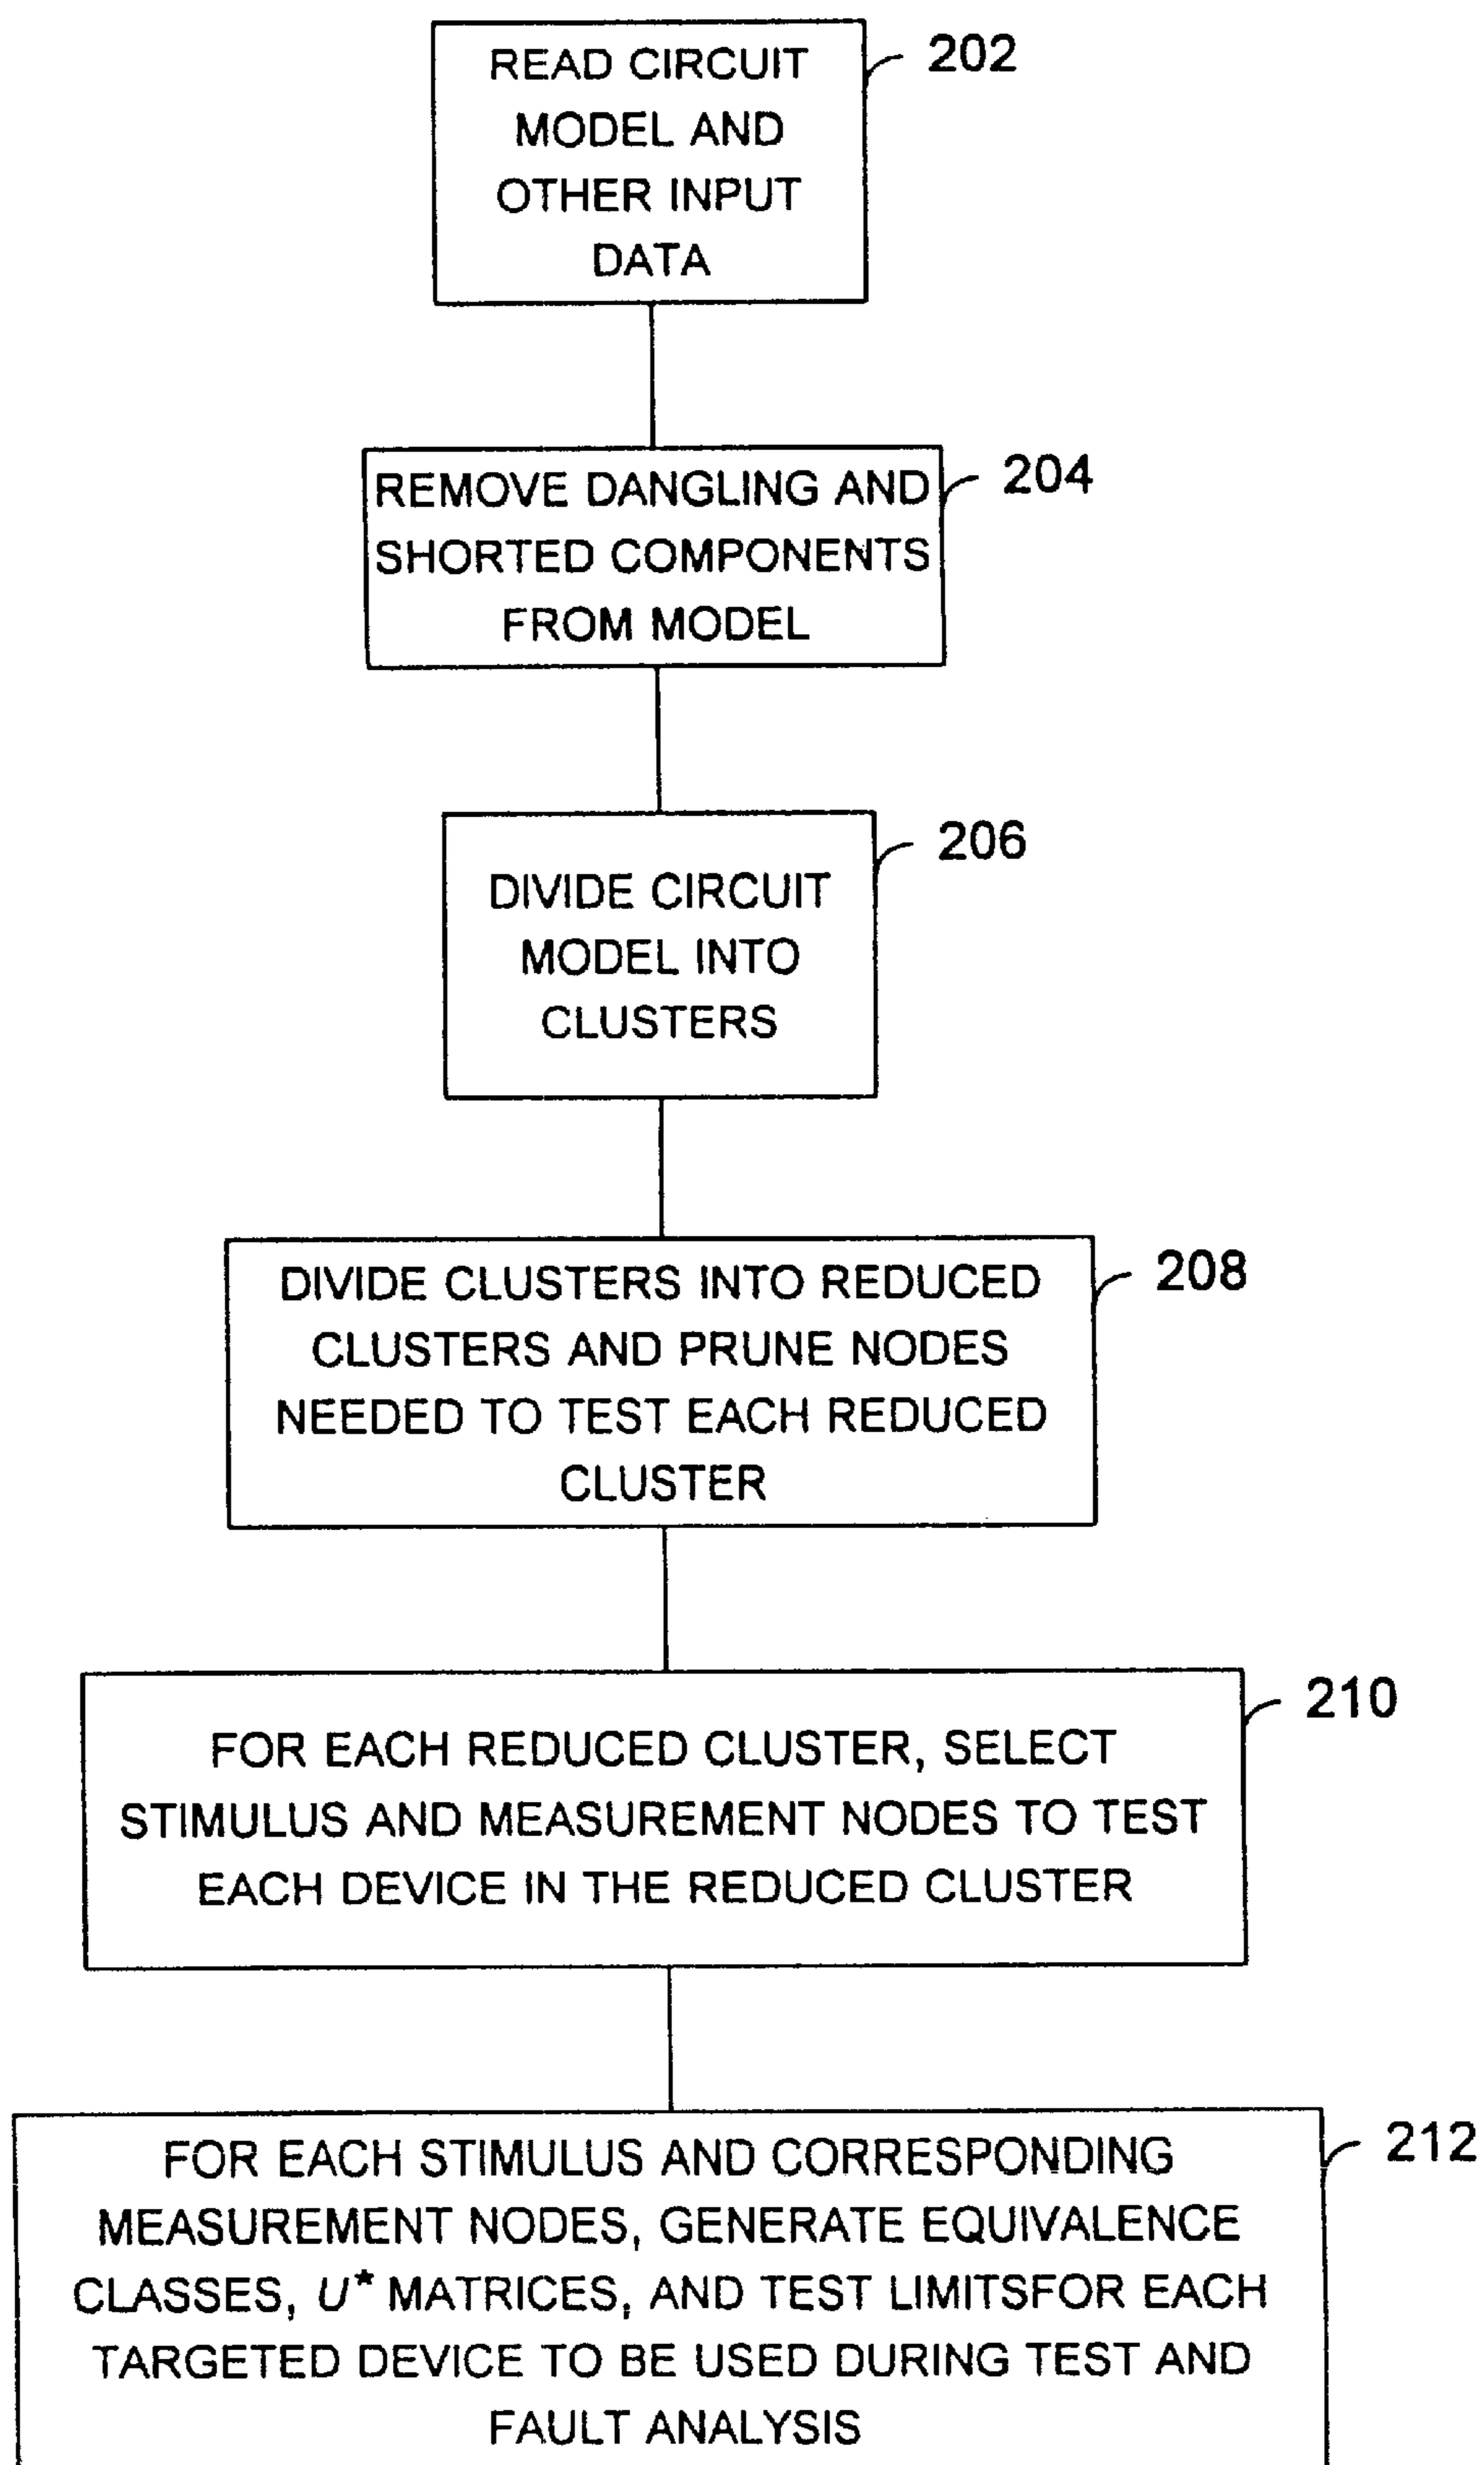 READ CIRCUIT
MODEL AND
OTHER INPUT
DATA
202
REMOVE DANGLING AND
SHORTED COMPONENTS
FROM MODEL
204
DIVIDE CIRCUIT
MODEL INTO
CLUSTERS
206
DIVIDE CLUSTERS INTO REDUCED
CLUSTERS AND PRUNE NODES
NEEDED TO TEST EACH REDUCED
CLUSTER
208
FOR EACH REDUCED CLUSTER, SELECT
STIMULUS AND MEASUREMENT NODES TO TEST
EACH DEVICE IN THE REDUCED CLUSTER
210
FOR EACH STIMULUS AND CORRESPONDING
MEASUREMENT NODES, GENERATE EQUIVALENCE
CLASSES, U* MATRICES, AND TEST LIMITSFOR EACH
TARGETED DEVICE TO BE USED DURING TEST AND
FAULT ANALYSIS
212